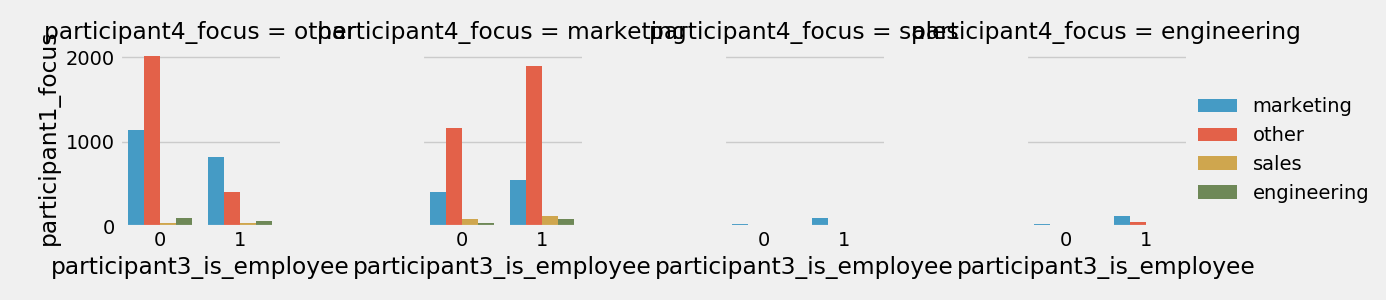 participant4_focus = other
participant4_focus = marketing
participant4_focus = sales
participant4_focus = engineering
participant1_focus
2000
1000
0
0 1
0 1
0 1
0 1
participant3_is_employee
participant3_is_employee
participant3_is_employee
participant3_is_employee
marketing
other
sales
engineering